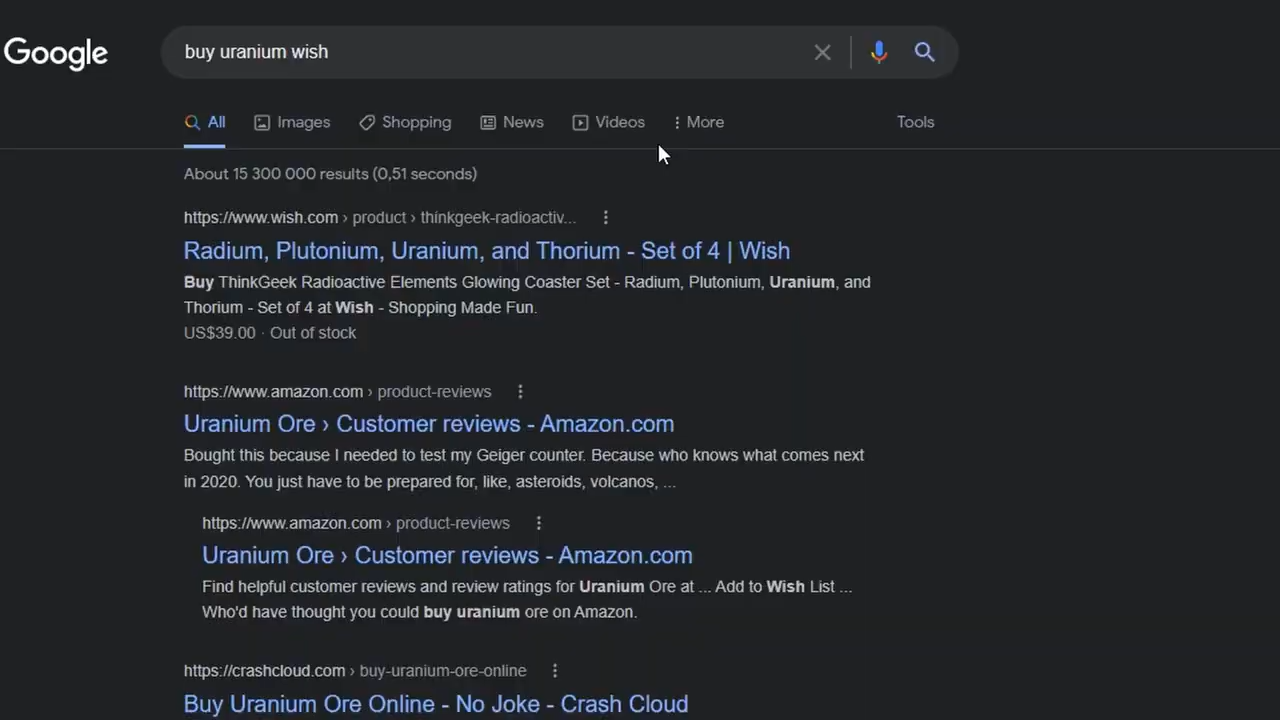 Google
buy uranium wish
All Images Shopping News Videos More Tools
About 15 300 000 results (0,51 seconds)
https://www.wish.com › product › thinkgeek-radioactiv...
Radium, Plutonium, Uranium, and Thorium - Set of 4 | Wish
Buy ThinkGeek Radioactive Elements Glowing Coaster Set - Radium, Plutonium, Uranium, and
Thorium - Set of 4 at Wish - Shopping Made Fun.
US$39.00 · Out of stock
https://www.amazon.com › product-reviews
Uranium Ore › Customer reviews - Amazon.com
Bought this because I needed to test my Geiger counter. Because who knows what comes next
in 2020. You just have to be prepared for, like, asteroids, volcanos, ...
https://www.amazon.com › product-reviews
Uranium Ore › Customer reviews - Amazon.com
Find helpful customer reviews and review ratings for Uranium Ore at ... Add to Wish List ...
Who'd have thought you could buy uranium ore on Amazon.
https://crashcloud.com › buy-uranium-ore-online
Buy Uranium Ore Online - No Joke - Crash Cloud